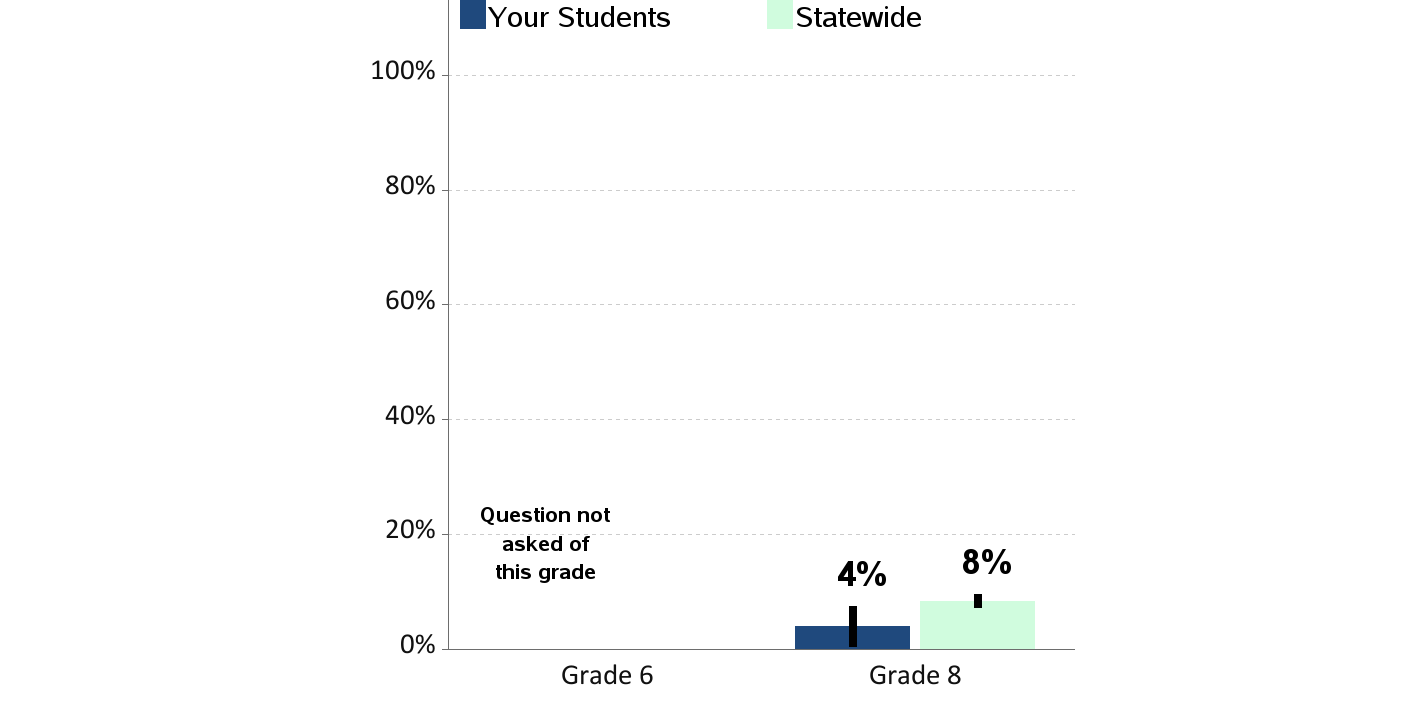 Your Students Statewide
100%
80%
60%
40%
20%
0%
Question not
asked of
this grade
4%
8%
Grade 6 Grade 8